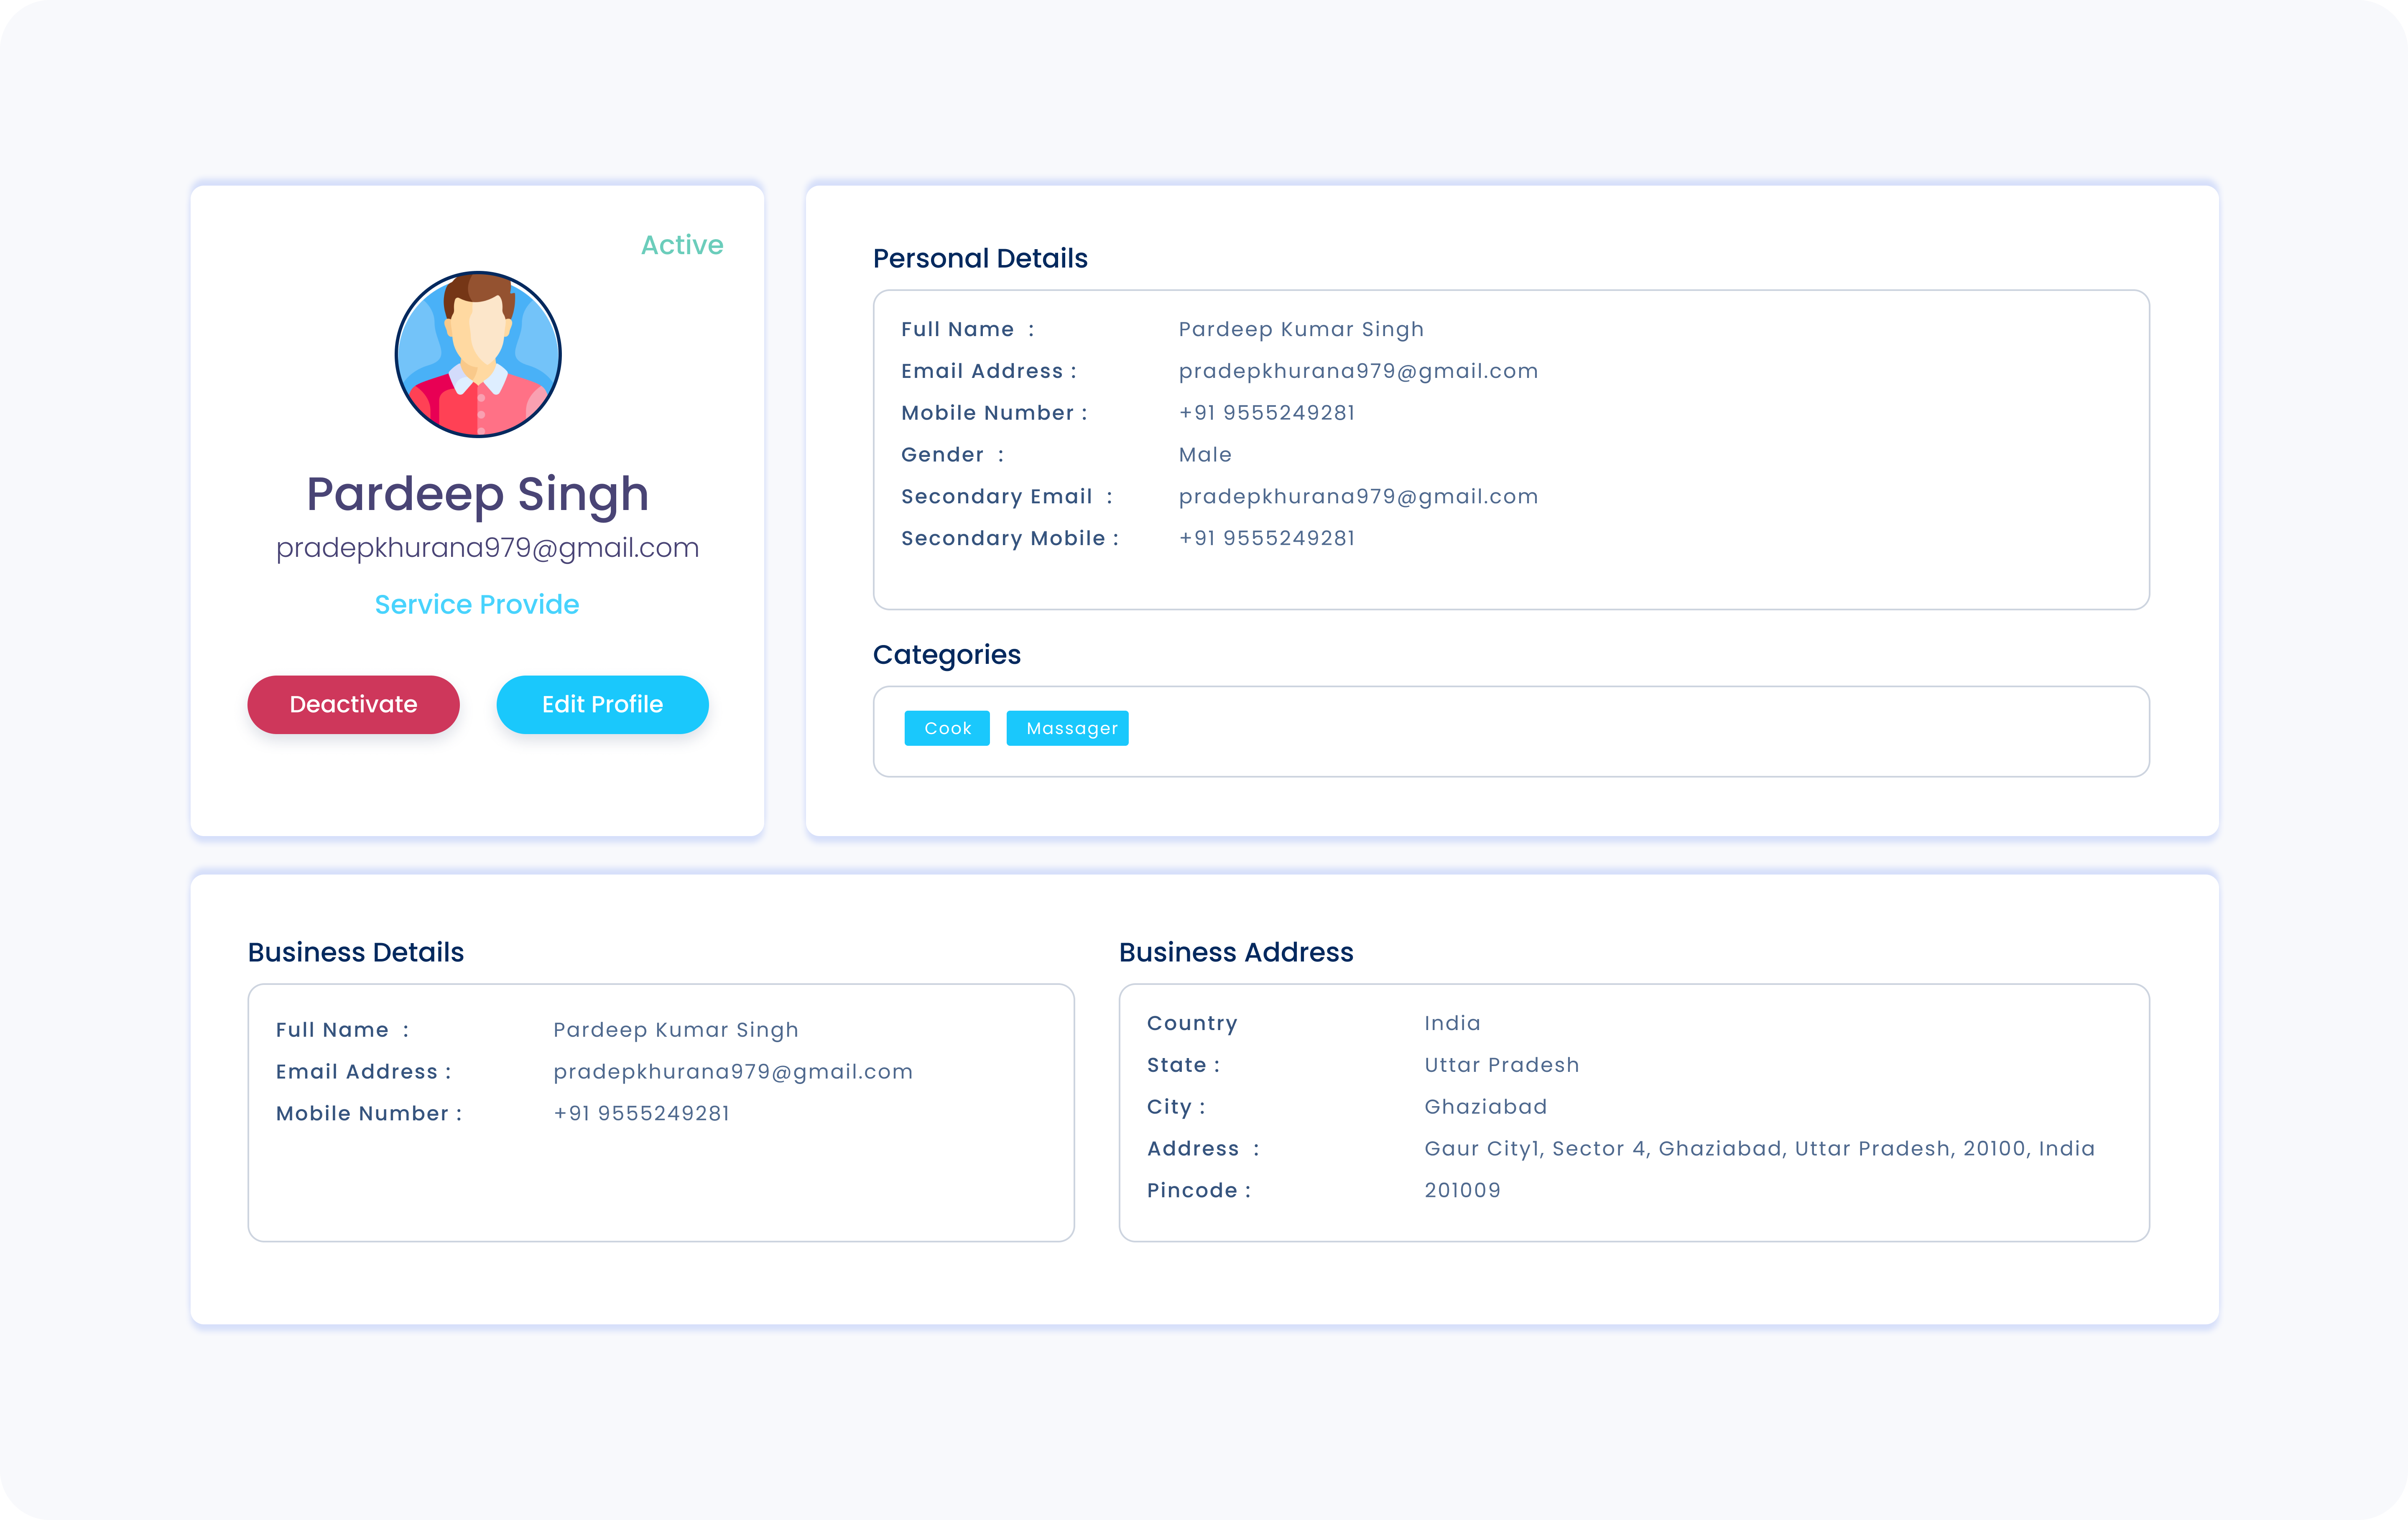 Active
Pardeep Singh
pradepkhurana979@gmail.com
Service Provide
Deactivate Edit Profile
Personal Details
Full Name : Pardeep Kumar Singh
Email Address : pradepkhurana979@gmail.com
Mobile Number : +91 9555249281
Gender : Male
Secondary Email : pradepkhurana979@gmail.com
Secondary Mobile : +91 9555249281
Categories
Cook Massager
Business Details
Full Name : Pardeep Kumar Singh
Email Address : pradepkhurana979@gmail.com
Mobile Number : +91 9555249281
Business Address
Country India
State : Uttar Pradesh
City : Ghaziabad
Address : Gaur City1, Sector 4, Ghaziabad, Uttar Pradesh, 20100, India
Pincode : 201009